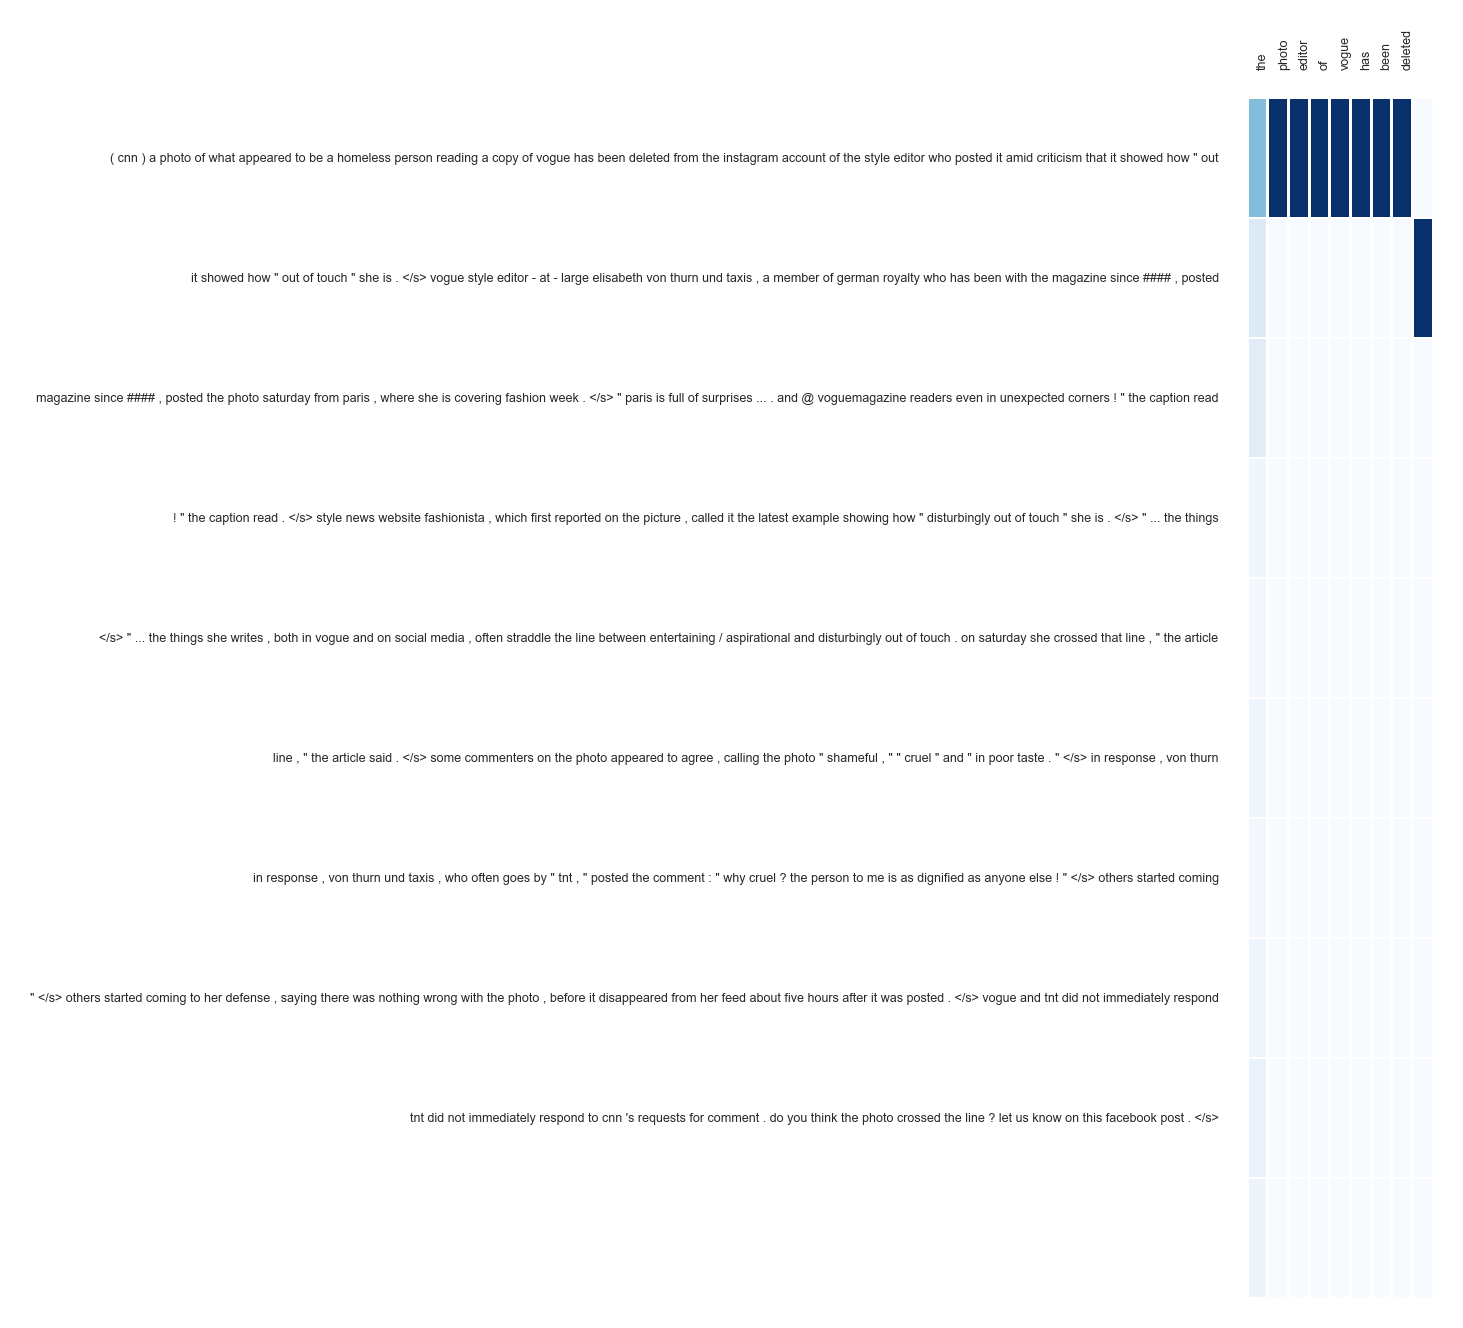 the photo editor of vogue has been deleted
( cnn ) a photo of what appeared to be a homeless person reading a copy of vogue has been deleted from the instagram account of the style editor who posted it amid criticism that it showed how " out
it showed how " out of touch " she is . </s> vogue style editor - at - large elisabeth von thurn und taxis , a member of german royalty who has been with the magazine since #### , posted
magazine since #### , posted the photo saturday from paris , where she is covering fashion week . </s> " paris is full of surprises ... . and @ voguemagazine readers even in unexpected corners ! " the caption read
! " the caption read . </s> style news website fashionista , which first reported on the picture , called it the latest example showing how " disturbingly out of touch " she is . </s> " ... the things
</s> " ... the things she writes , both in vogue and on social media , often straddle the line between entertaining / aspirational and disturbingly out of touch . on saturday she crossed that line , " the article
line , " the article said . </s> some commenters on the photo appeared to agree , calling the photo " shameful , " " cruel " and " in poor taste . " </s> in response , von thurn
in response , von thurn und taxis , who often goes by " tnt , " posted the comment : " why cruel ? the person to me is as dignified as anyone else ! " </s> others started coming
" </s> others started coming to her defense , saying there was nothing wrong with the photo , before it disappeared from her feed about five hours after it was posted . </s> vogue and tnt did not immediately respond
tnt did not immediately respond to cnn 's requests for comment . do you think the photo crossed the line ? let us know on this facebook post . </s>